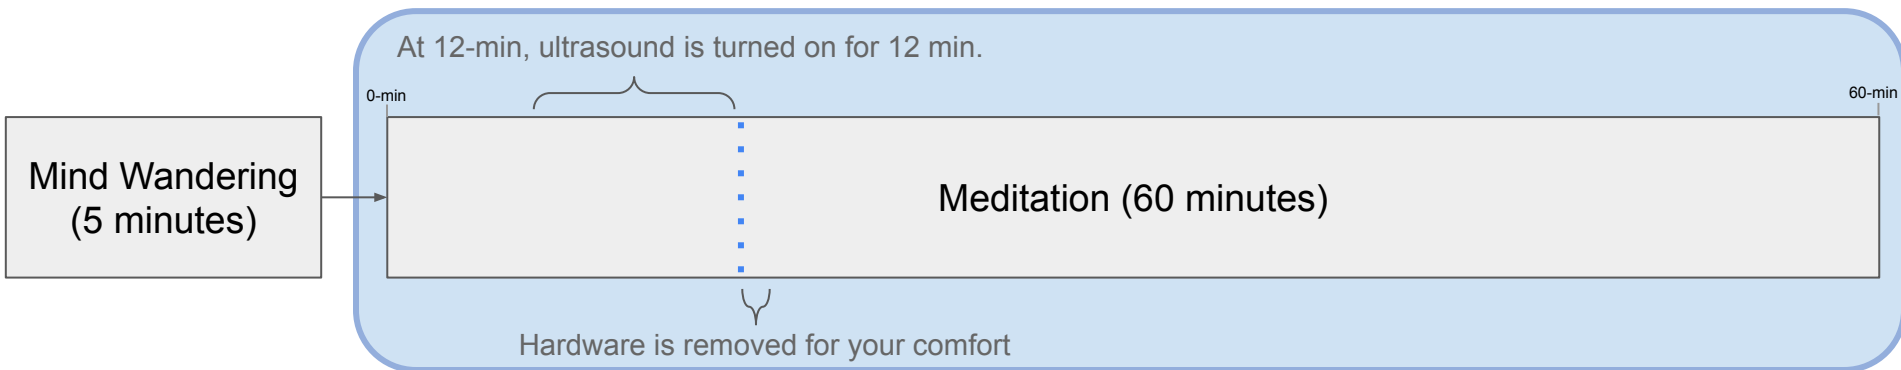 At 12-min, ultrasound is turned on for 12 min.
0-min
60-min
Mind Wandering
(5 minutes)
Meditation (60 minutes)
Hardware is removed for your comfort